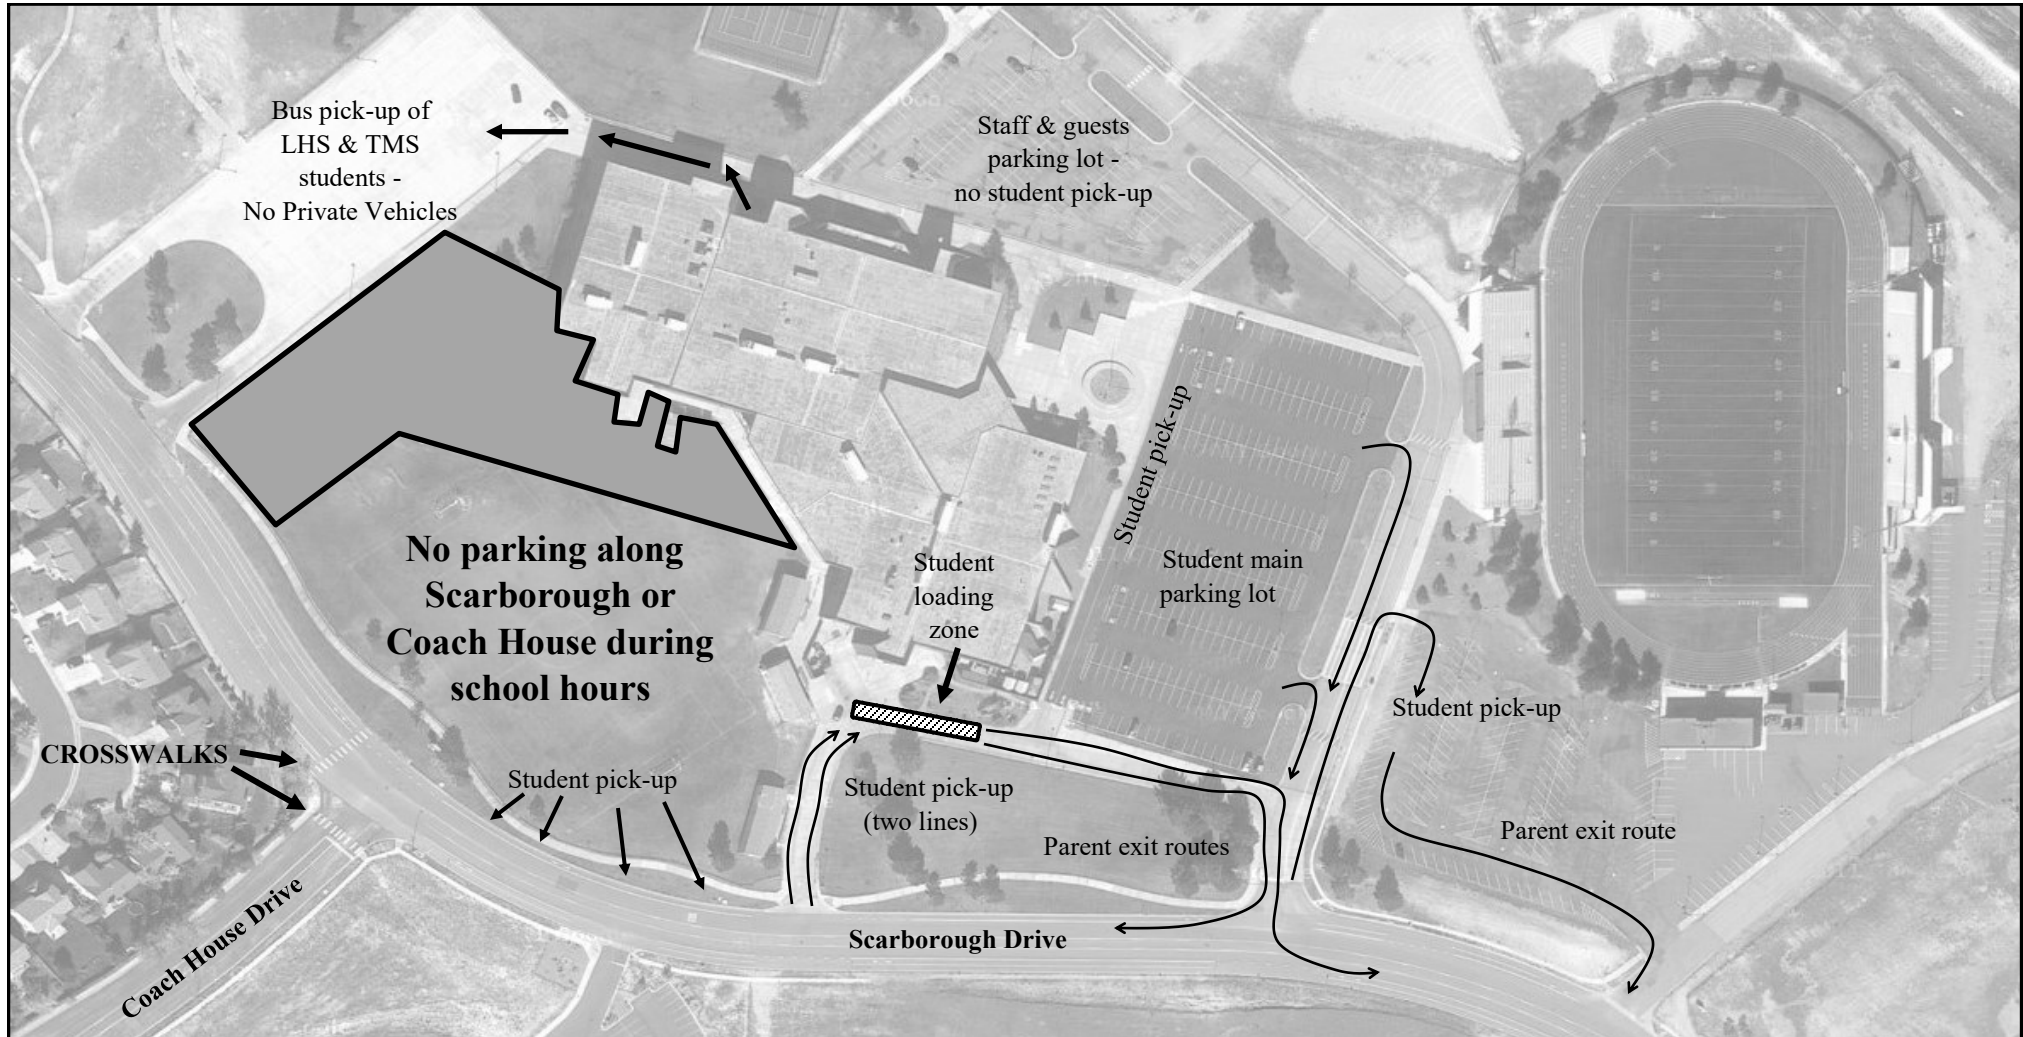 Bus pick-up of
LHS & TMS
students -
No Private Vehicles
Staff & guests
parking lot -
no student pick-up
Student pick-up
Student main
parking lot
No parking along
Scarborough or
Coach House during
school hours
Student
loading
zone
Student pick-up
CROSSWALKS
Student pick-up
Student pick-up
(two lines)
Parent exit routes
Parent exit route
Scarborough Drive
Coach House Drive